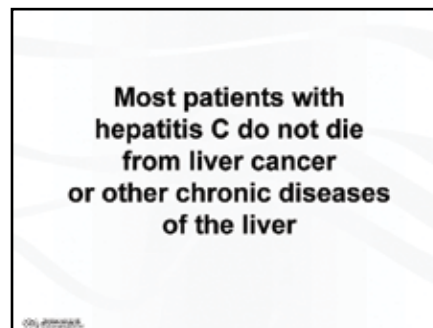 Most patients with
hepatitis C do not die
from liver cancer
or other chronic diseases
of the liver